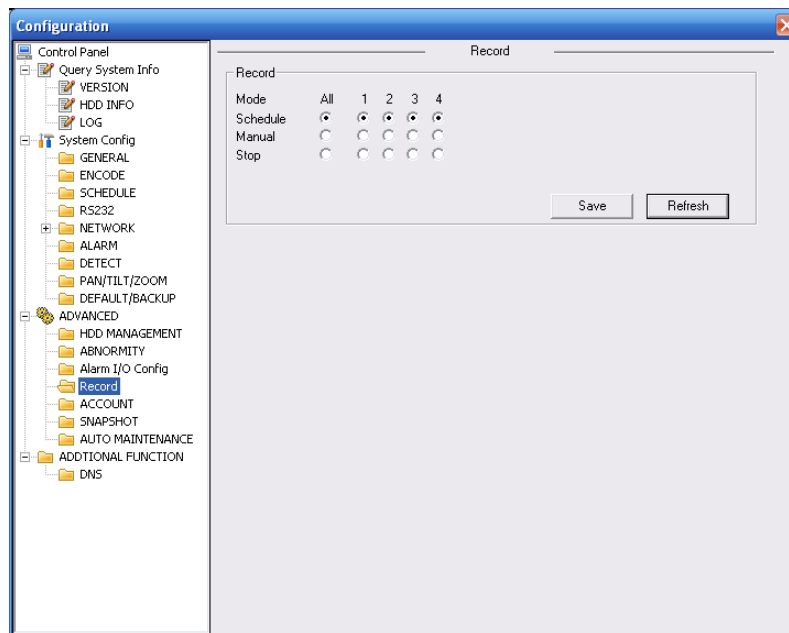 Configuration
Control Panel
Query System Info
VERSION
HDD INFO
LOG
System Config
GENERAL
ENCODE
SCHEDULE
RS232
NETWORK
ALARM
DETECT
PAN/TILT/ZOOM
DEFAULT/BACKUP
ADVANCED
HDD MANAGEMENT
ABNORMITY
Alarm I/O Config
Record
ACCOUNT
SNAPSHOT
AUTO MAINTENANCE
ADDTIONAL FUNCTION
DNS
Record
Record
Mode All 1 2 3 4
Schedule
Manual
Stop
Save Refresh